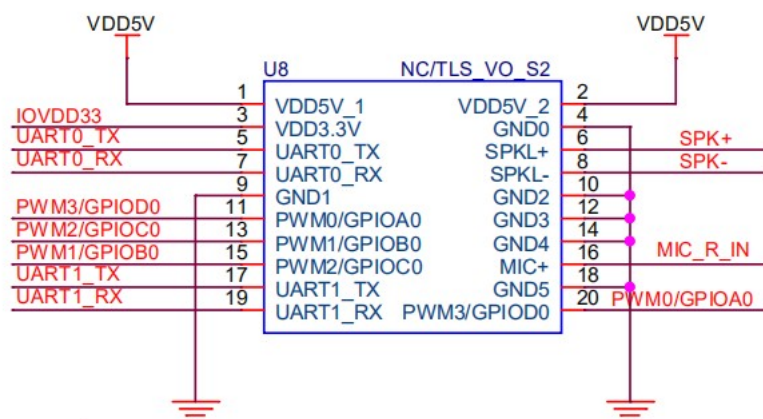 VDD5V VDD5V
U8 NC/TLS_VO_S2
1 VDD5V_1 VDD5V_2 2
IOVDD33 3 VDD3.3V GND0 4
UART0_TX 5 UART0_TX SPKL+ 6 SPK+
UART0_RX 7 UART0_RX SPKL- 8 SPK-
9 GND1 GND2 10
PWM3/GPIOD0 11 PWM0/GPIOA0 GND3 12
PWM2/GPIOC0 13 PWM1/GPIOB0 GND4 14
PWM1/GPIOB0 15 PWM2/GPIOC0 MIC+ 16 MIC_R_IN
UART1_TX 17 UART1_TX GND5 18
UART1_RX 19 UART1_RX PWM3/GPIOD0 20 PWM0/GPIOA0